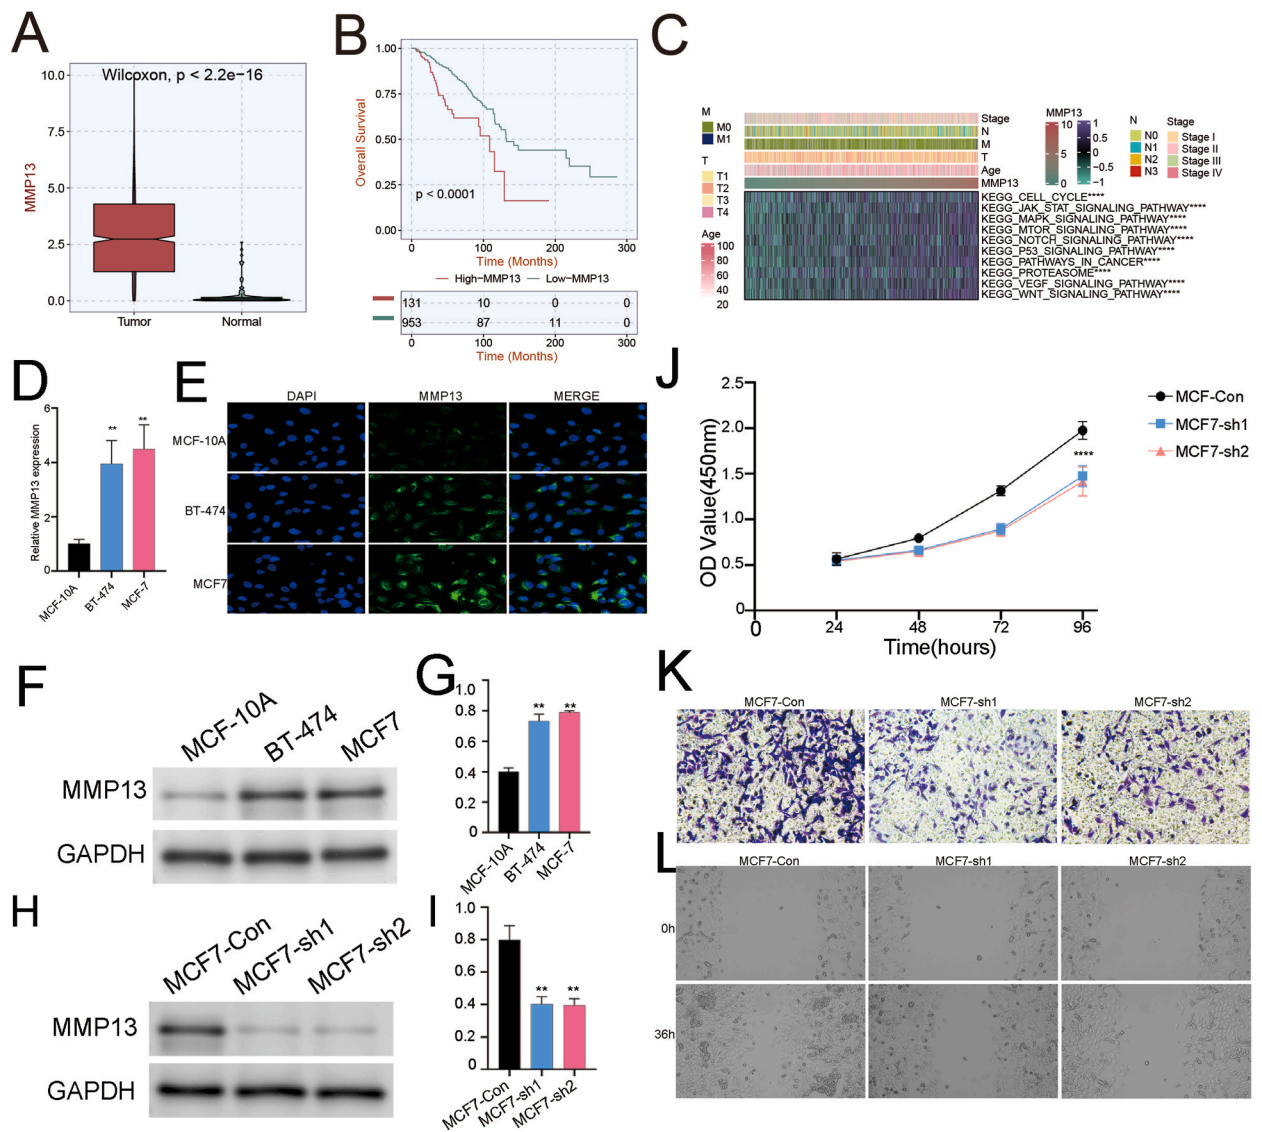 A
Wilcoxon, p < 2.2e−16
MMP13
10.0
7.5
5.0
2.5
0.0
Tumor
Normal
B
Overall Survival
1.00
0.75
0.50
0.25
0.00
p < 0.0001
0
100
200
300
Time (Months)
High−MMP13
Low−MMP13
131
10
0
0
953
87
11
0
0
100
200
300
Time (Months)
C
M
M0
M1
T
T1
T2
T3
T4
Age
100
80
60
40
20
Stage
N
M
T
Age
MMP13
KEGG_CELL_CYCLE****
KEGG_JAK_STAT_SIGNALING_PATHWAY****
KEGG_MAPK_SIGNALING_PATHWAY****
KEGG_MTOR_SIGNALING_PATHWAY****
KEGG_NOTCH_SIGNALING_PATHWAY****
KEGG_P53_SIGNALING_PATHWAY****
KEGG_PATHWAYS_IN_CANCER****
KEGG_PROTEASOME****
KEGG_VEGF_SIGNALING_PATHWAY****
KEGG_WNT_SIGNALING_PATHWAY****
MMP13
10
5
0
1
0.5
0
−0.5
−1
N
N0
N1
N2
N3
Stage
Stage I
Stage II
Stage III
Stage IV
D
Relative MMP13 expression
6
4
2
0
**
**
MCF-10A
BT-474
MCF-7
E
DAPI
MMP13
MERGE
MCF-10A
BT-474
MCF7
J
OD Value(450nm)
2.5
2.0
1.5
1.0
0.5
0
0
24
48
72
96
Time(hours)
****
MCF-Con
MCF7-sh1
MCF7-sh2
F
MCF-10A
BT-474
MCF7
MMP13
GAPDH
G
1.0
0.8
0.6
0.4
0.2
0
**
**
MCF-10A
BT-474
MCF-7
H
MCF7-Con
MCF7-sh1
MCF7-sh2
MMP13
GAPDH
I
1.0
0.8
0.6
0.4
0.2
0
**
**
MCF7-Con
MCF7-sh1
MCF7-sh2
K
MCF7-Con
MCF7-sh1
MCF7-sh2
L
MCF7-Con
MCF7-sh1
MCF7-sh2
0h
36h